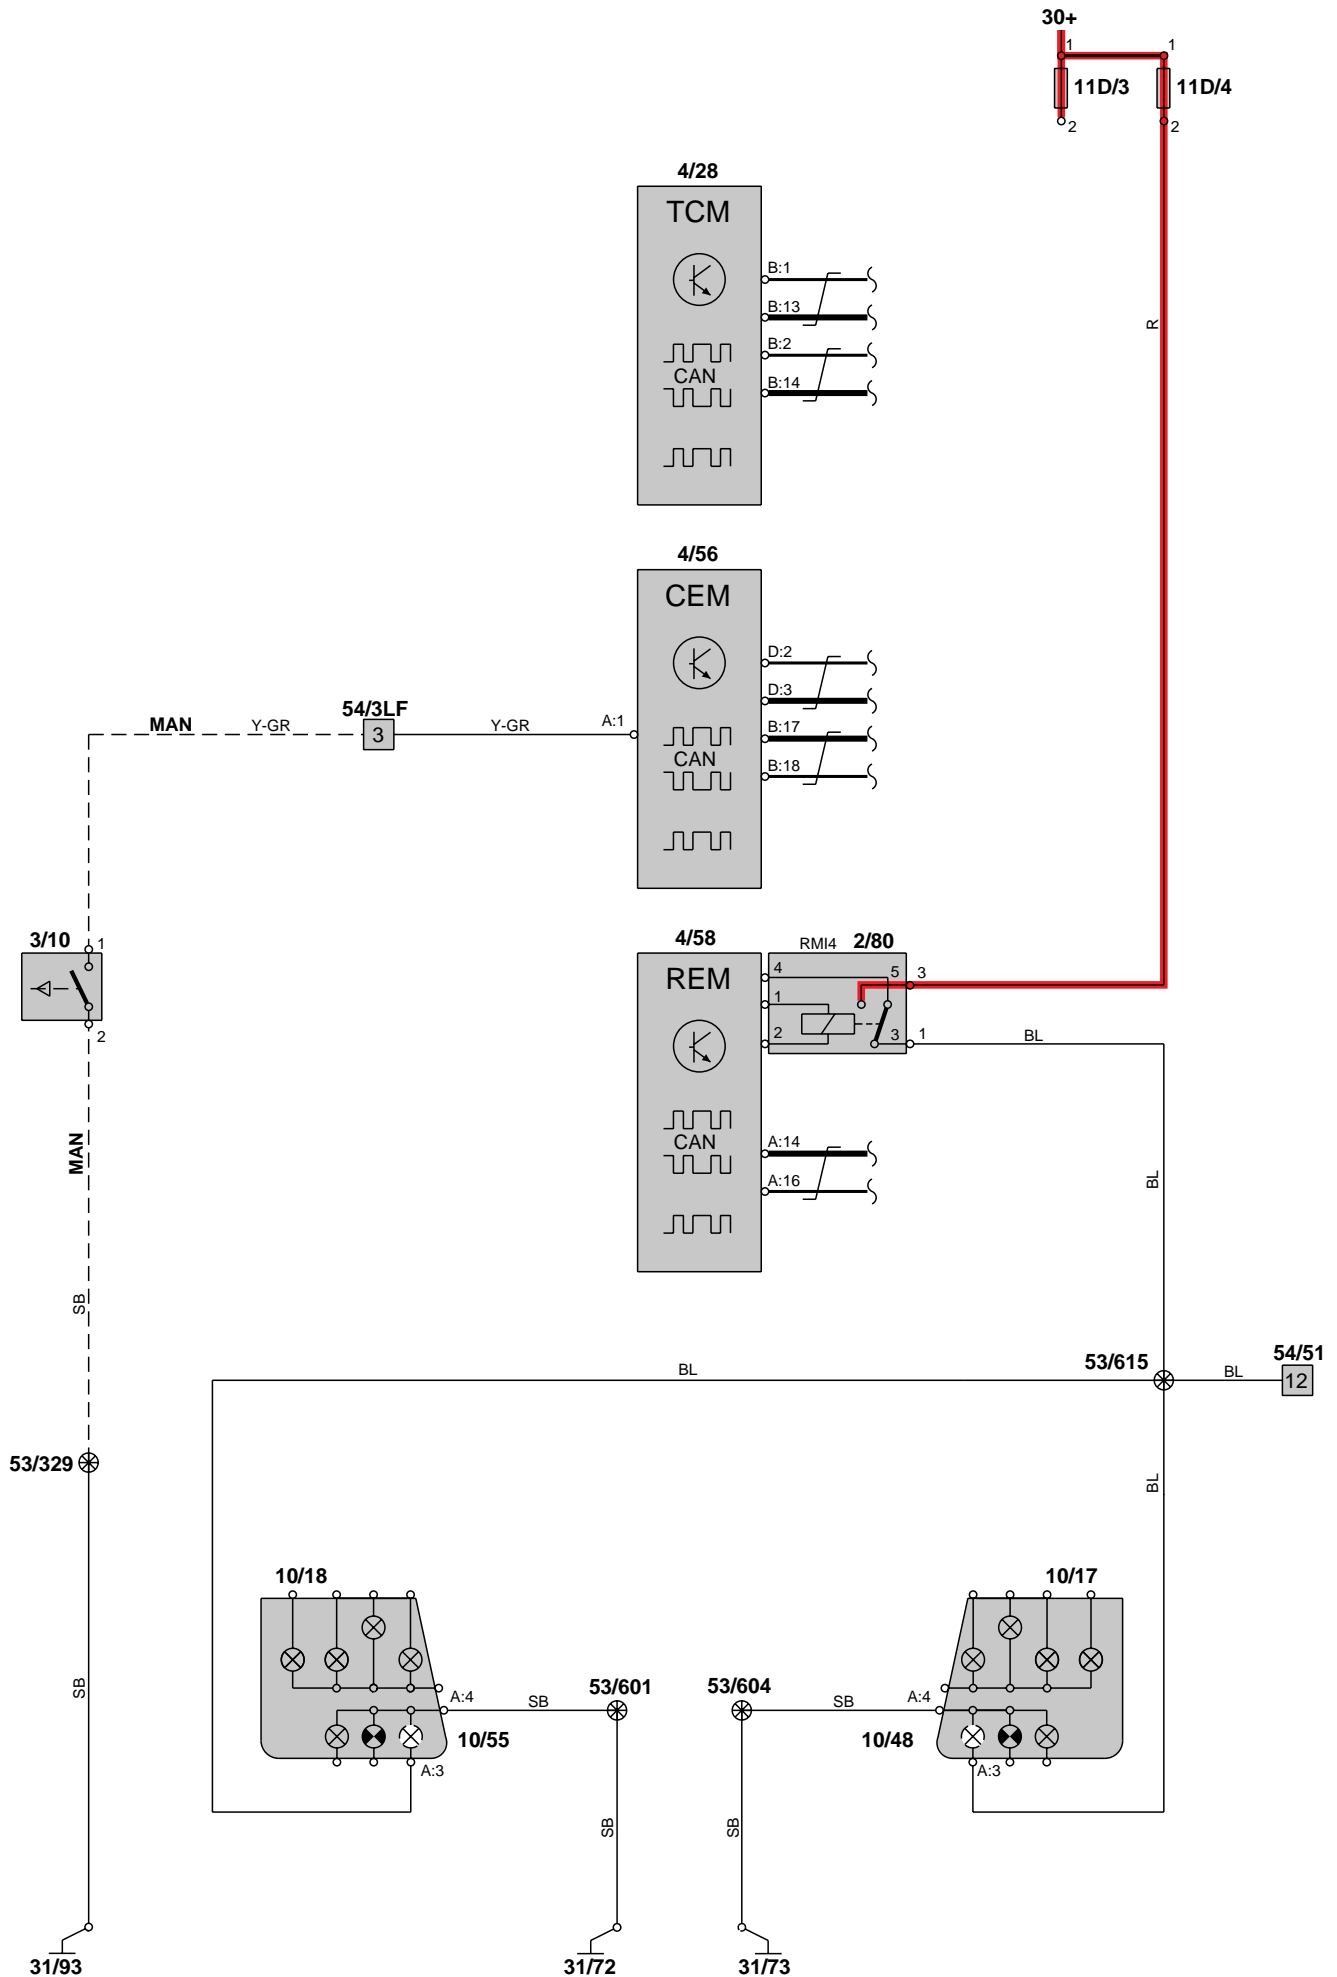 30+
1
1
11D/3
11D/4
2
2
4/28
TCM
B:1
B:13
R
B:2
CAN
B:14
4/56
CEM
D:2
D:3
54/3LF
MAN
Y-GR
3
Y-GR
A:1
B:17
CAN
B:18
3/10
1
4/58
RMI4
2/80
REM
4
5
3
1
2
2
3
1
BL
MAN
CAN
A:14
BL
A:16
SB
54/51
53/615
BL
BL
12
53/329
BL
10/18
10/17
SB
A:4
SB
53/601
53/604
SB
A:4
10/55
10/48
A:3
A:3
SB
SB
31/93
31/72
31/73